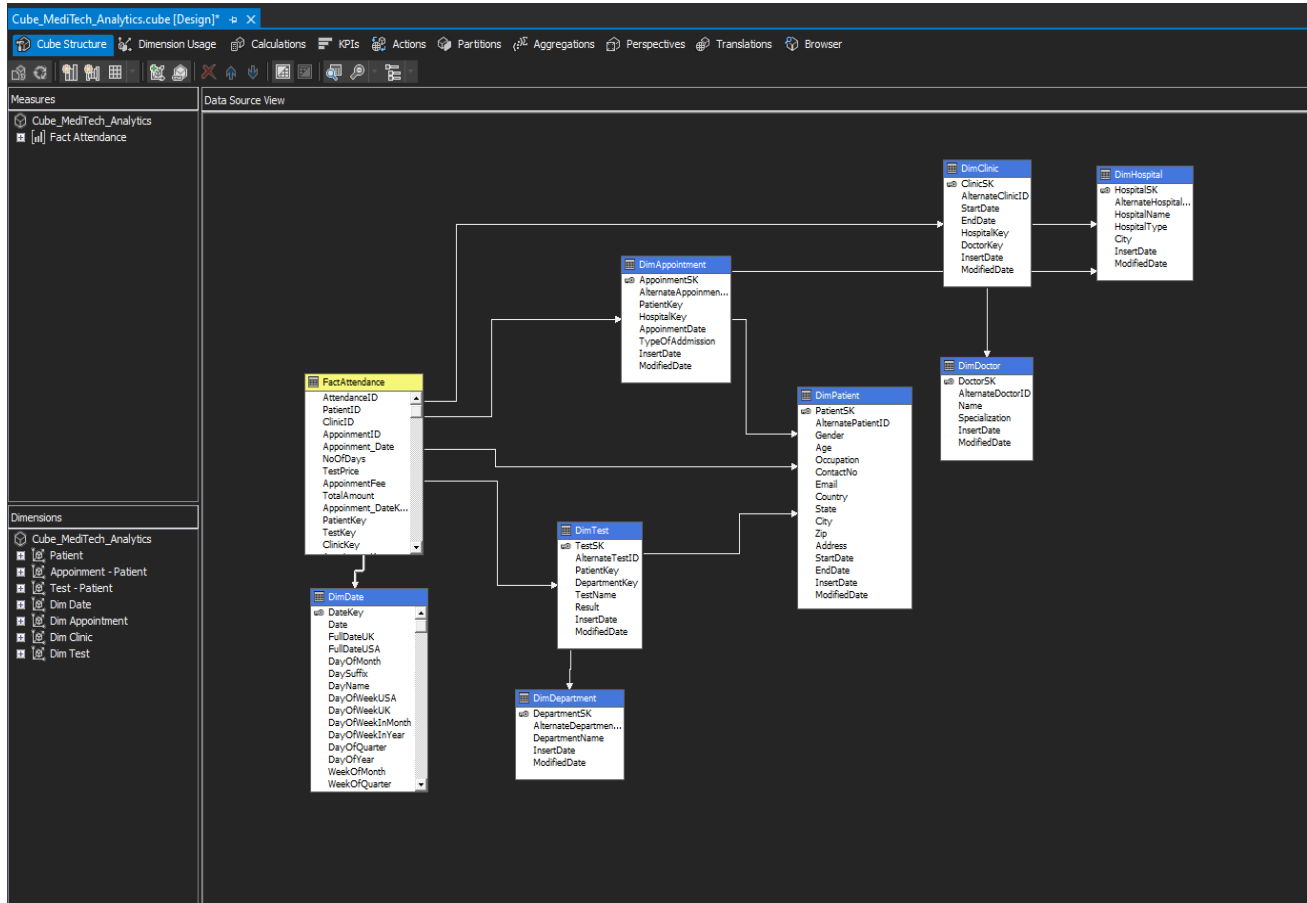 Cube_MediTech_Analytics.cube [Design]*
Cube Structure Dimension Usage Calculations KPIs Actions Partitions Aggregations Perspectives Translations Browser
Measures
Cube_MediTech_Analytics
Fact Attendance
Dimensions
Cube_MediTech_Analytics
Patient
Appoinment - Patient
Test - Patient
Dim Date
Dim Appointment
Dim Clinic
Dim Test
Data Source View
DimClinic
ClinicSK
AlternateClinicID
StartDate
EndDate
HospitalKey
DoctorKey
InsertDate
ModifiedDate
DimHospital
HospitalSK
AlternateHospital...
HospitalName
HospitalType
City
InsertDate
ModifiedDate
DimAppointment
AppoinmentSK
AlternateAppoinmen...
PatientKey
HospitalKey
AppoinmentDate
TypeOfAddmission
InsertDate
ModifiedDate
DimDoctor
DoctorSK
AlternateDoctorID
Name
Specialization
InsertDate
ModifiedDate
FactAttendance
AttendanceID
PatientID
ClinicID
AppoinmentID
Appoinment_Date
NoOfDays
TestPrice
AppoinmentFee
TotalAmount
Appoinment_DateK...
PatientKey
TestKey
ClinicKey
DimPatient
PatientSK
AlternatePatientID
Gender
Age
Occupation
ContactNo
Email
Country
State
City
Zip
Address
StartDate
EndDate
InsertDate
ModifiedDate
DimTest
TestSK
AlternateTestID
PatientKey
DepartmentKey
TestName
Result
InsertDate
ModifiedDate
DimDate
DateKey
Date
FullDateUK
FullDateUSA
DayOfMonth
DaySuffix
DayName
DayOfWeekUSA
DayOfWeekUK
DayOfWeekInMonth
DayOfWeekInYear
DayOfQuarter
DayOfYear
WeekOfMonth
WeekOfQuarter
DimDepartment
DepartmentSK
AlternateDepartmen...
DepartmentName
InsertDate
ModifiedDate